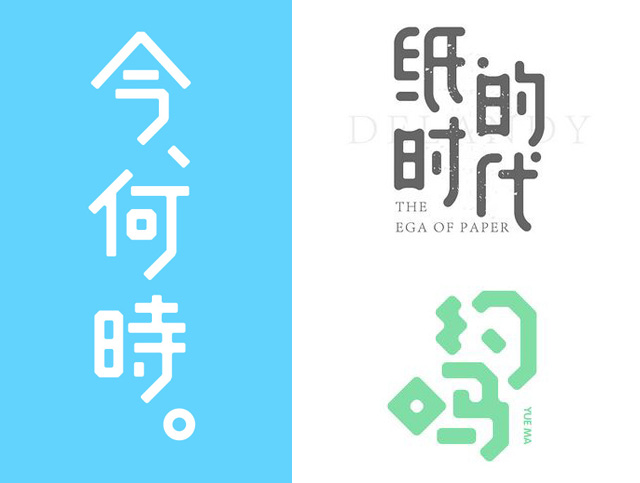 今、何時。
纸的时代
DELANDY
THE
EGA OF PAPER
约吗
YUE MA